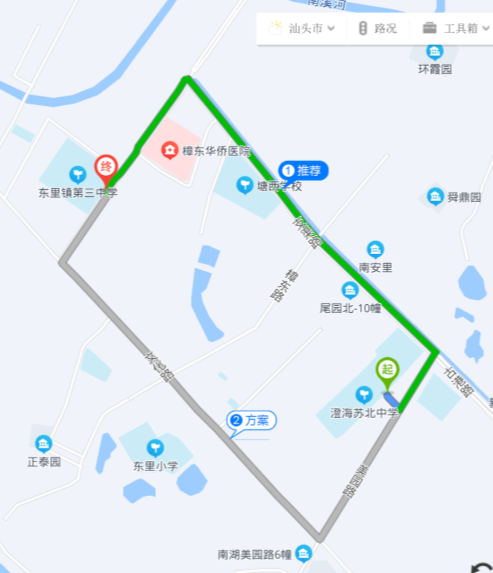 南溪河
汕头市
路况
工具箱
环霞园
樟东华侨医院
终
1 推荐
东里镇第三中学
塘西学校
舜鼎园
南安里
樟东路
尾园北-10幢
起
澄海苏北中学
2 方案
正泰园
东里小学
美园路
南湖美园路6幢